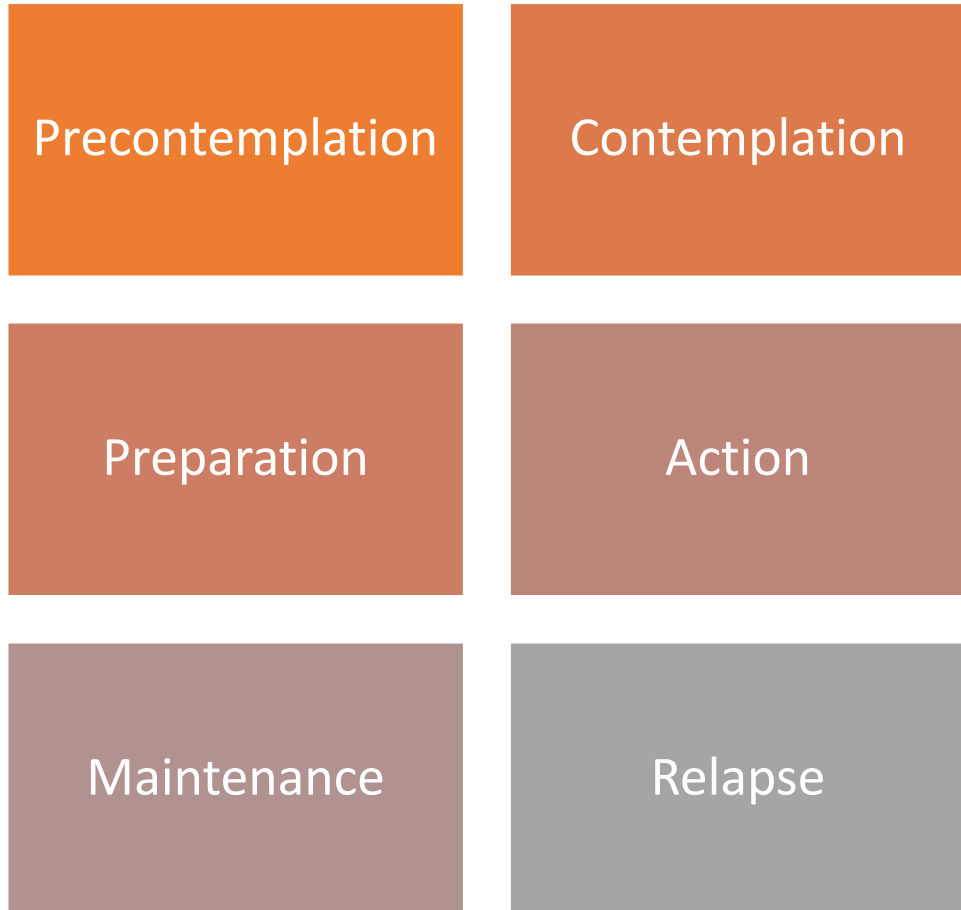 Precontemplation
Contemplation
Preparation
Action
Maintenance
Relapse